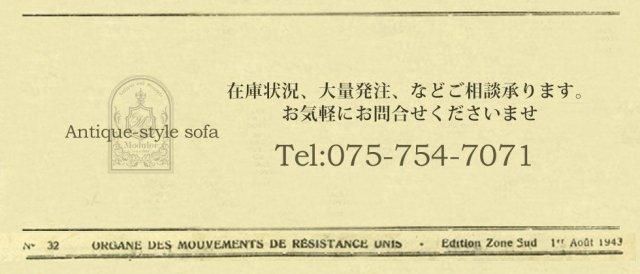 在庫状況、大量発注、などご相談承ります。
お気軽にお問合せくださいませ
Antique-style sofa
Modulor
Tel:075-754-7071
Nº 32 ORGANE DES MOUVEMENTS DE RÉSISTANCE UNIS • Edition Zone Sud 1er Août 1943